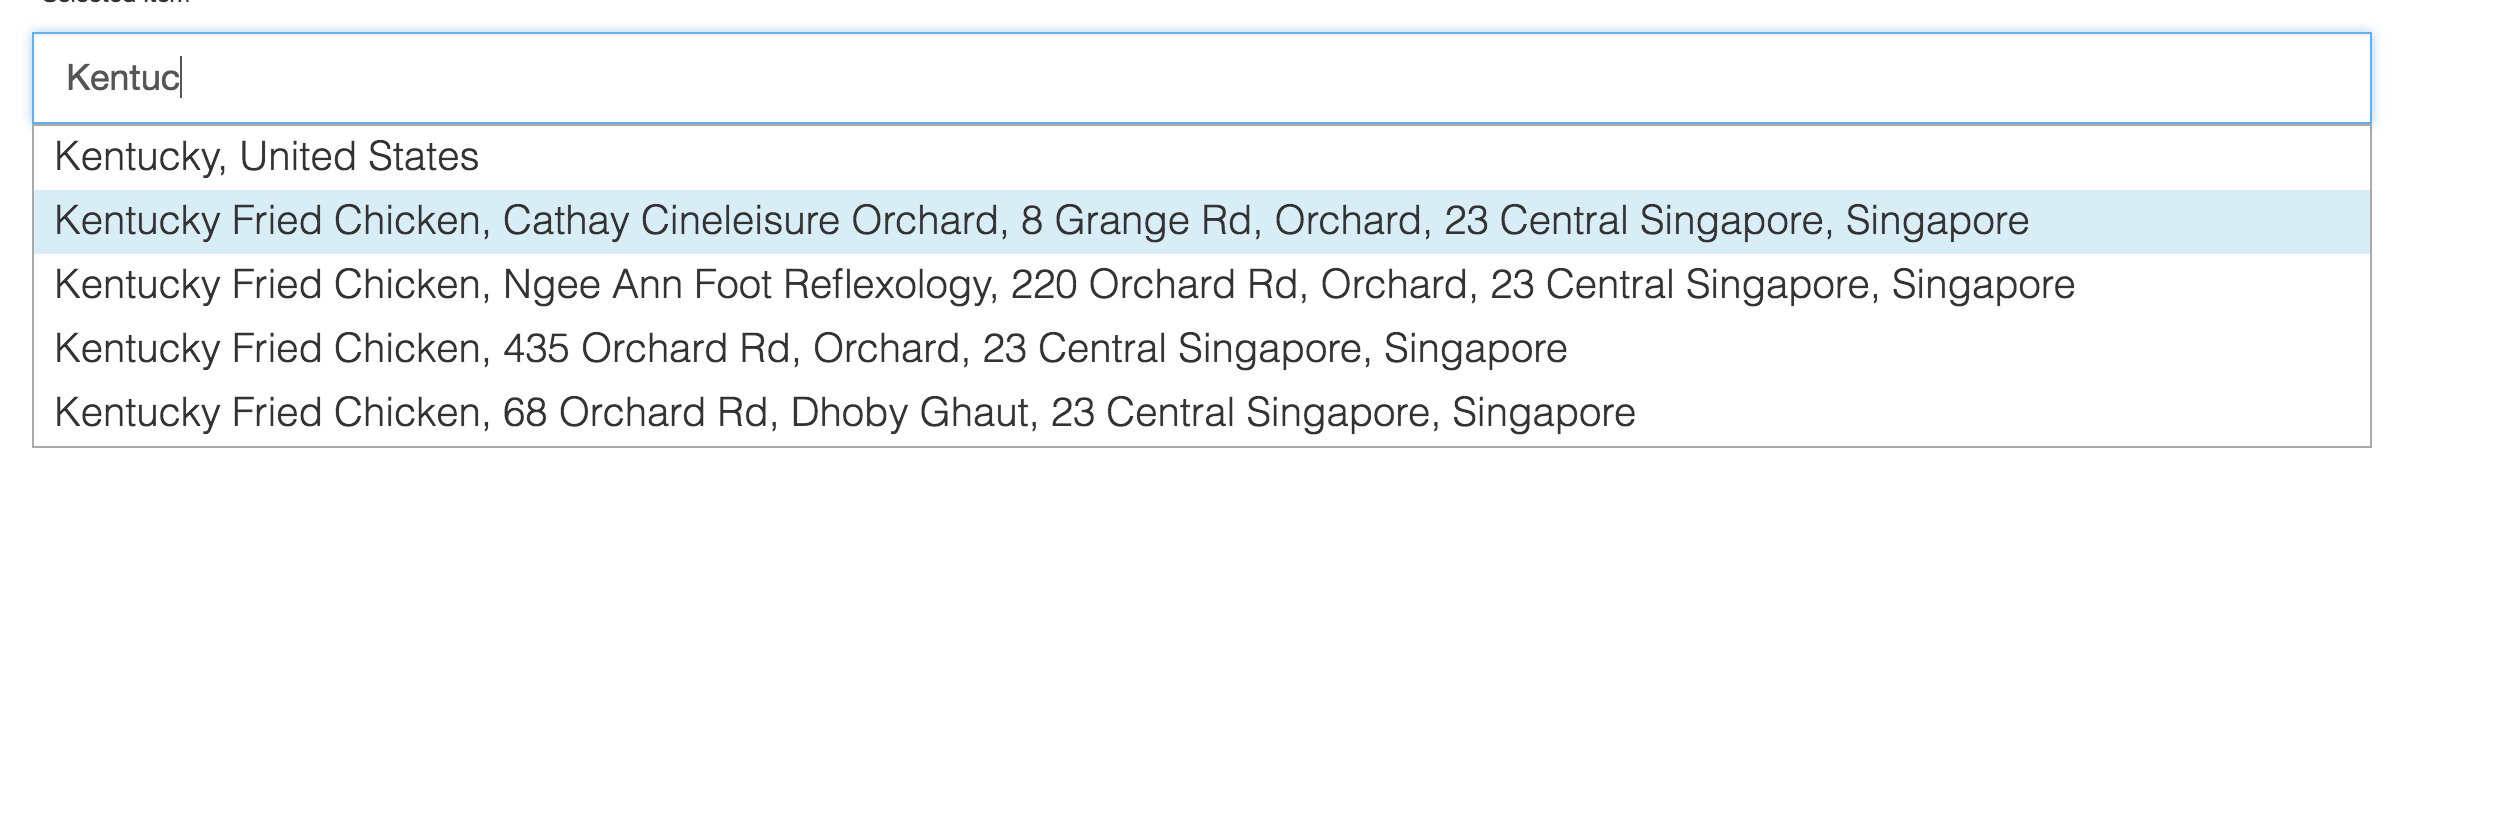 Selected Item
Kentuc
Kentucky, United States
Kentucky Fried Chicken, Cathay Cineleisure Orchard, 8 Grange Rd, Orchard, 23 Central Singapore, Singapore
Kentucky Fried Chicken, Ngee Ann Foot Reflexology, 220 Orchard Rd, Orchard, 23 Central Singapore, Singapore
Kentucky Fried Chicken, 435 Orchard Rd, Orchard, 23 Central Singapore, Singapore
Kentucky Fried Chicken, 68 Orchard Rd, Dhoby Ghaut, 23 Central Singapore, Singapore